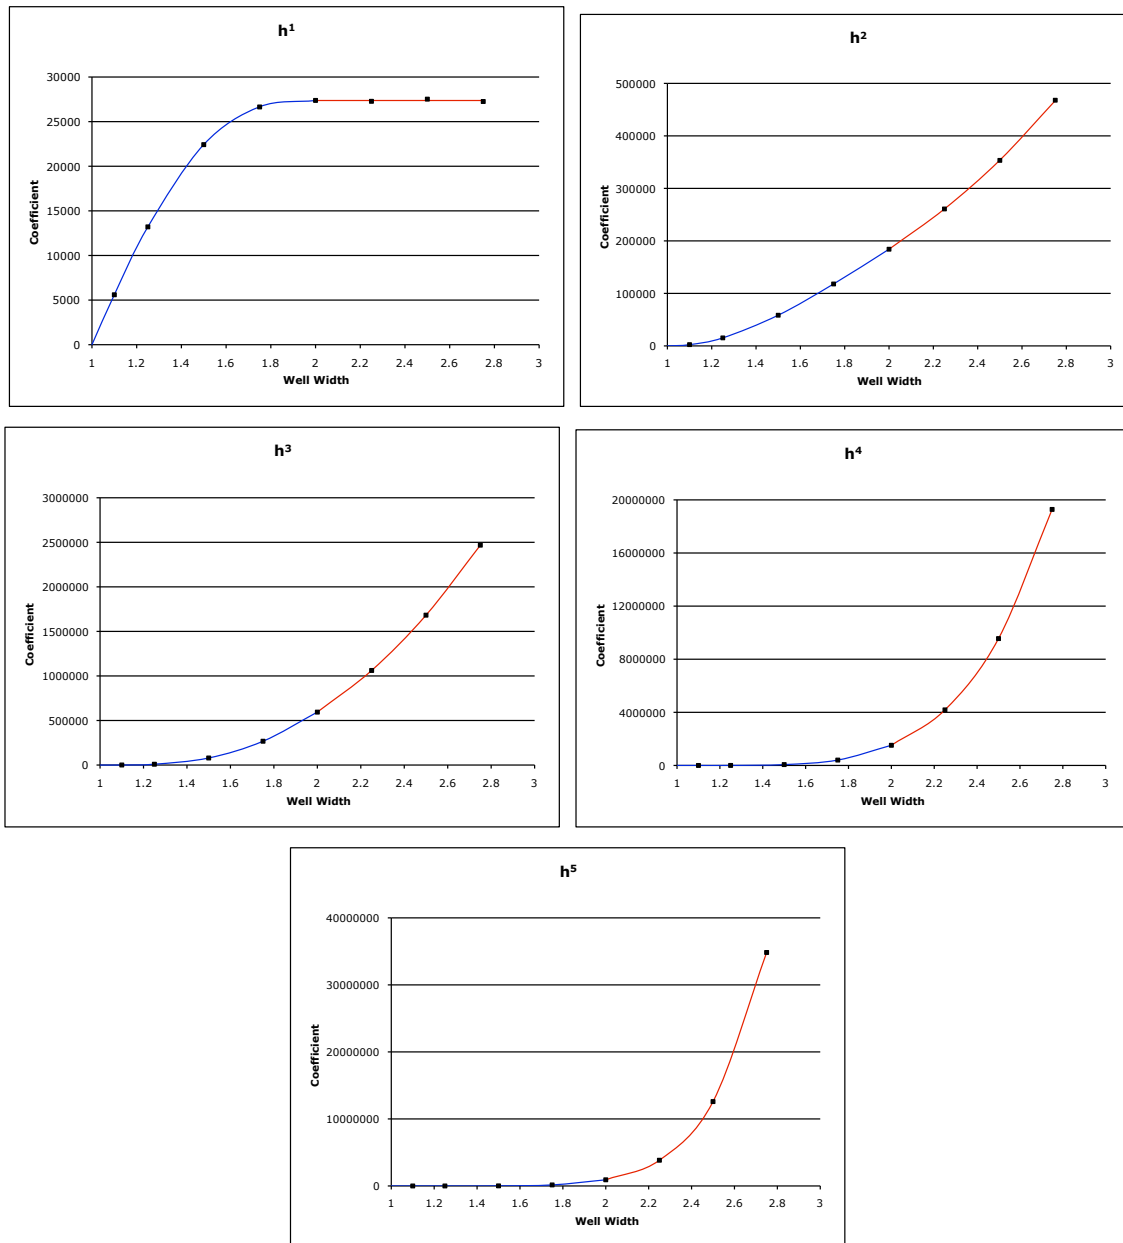 h¹
30000
25000
20000
15000
10000
5000
0
Coefficient
1 1.2 1.4 1.6 1.8 2 2.2 2.4 2.6 2.8 3
Well Width
h²
500000
400000
300000
200000
100000
0
Coefficient
1 1.2 1.4 1.6 1.8 2 2.2 2.4 2.6 2.8 3
Well Width
h³
3000000
2500000
2000000
1500000
1000000
500000
0
Coefficient
1 1.2 1.4 1.6 1.8 2 2.2 2.4 2.6 2.8 3
Well Width
h⁴
20000000
16000000
12000000
8000000
4000000
0
Coefficient
1 1.2 1.4 1.6 1.8 2 2.2 2.4 2.6 2.8 3
Well Width
h⁵
40000000
30000000
20000000
10000000
0
Coefficient
1 1.2 1.4 1.6 1.8 2 2.2 2.4 2.6 2.8 3
Well Width